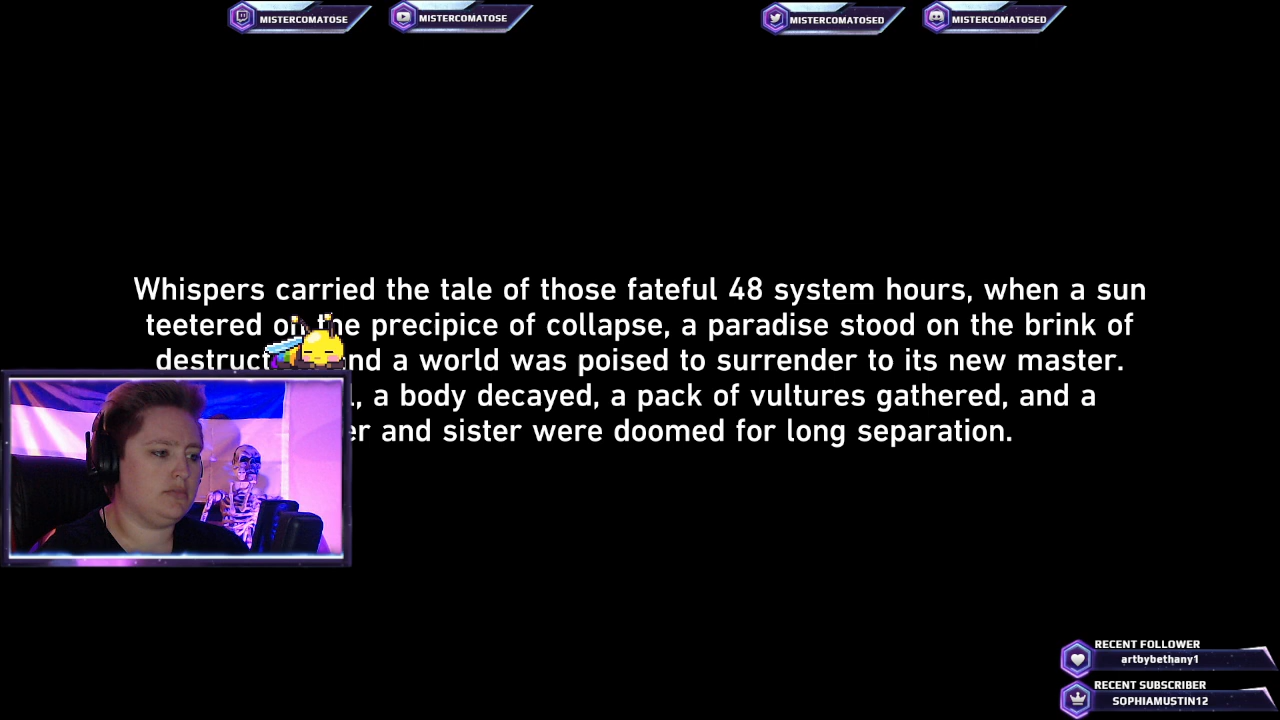 MISTERCOMATOSE
MISTERCOMATOSE
MISTERCOMATOSED
MISTERCOMATOSED
Whispers carried the tale of those fateful 48 system hours, when a sun
teetered on the precipice of collapse, a paradise stood on the brink of
and a world was poised to surrender to its new master.
a body decayed, a pack of vultures gathered, and a
and sister were doomed for long separation.
RECENT FOLLOWER
artbybethany1
RECENT SUBSCRIBER
SOPHIAMUSTIN12